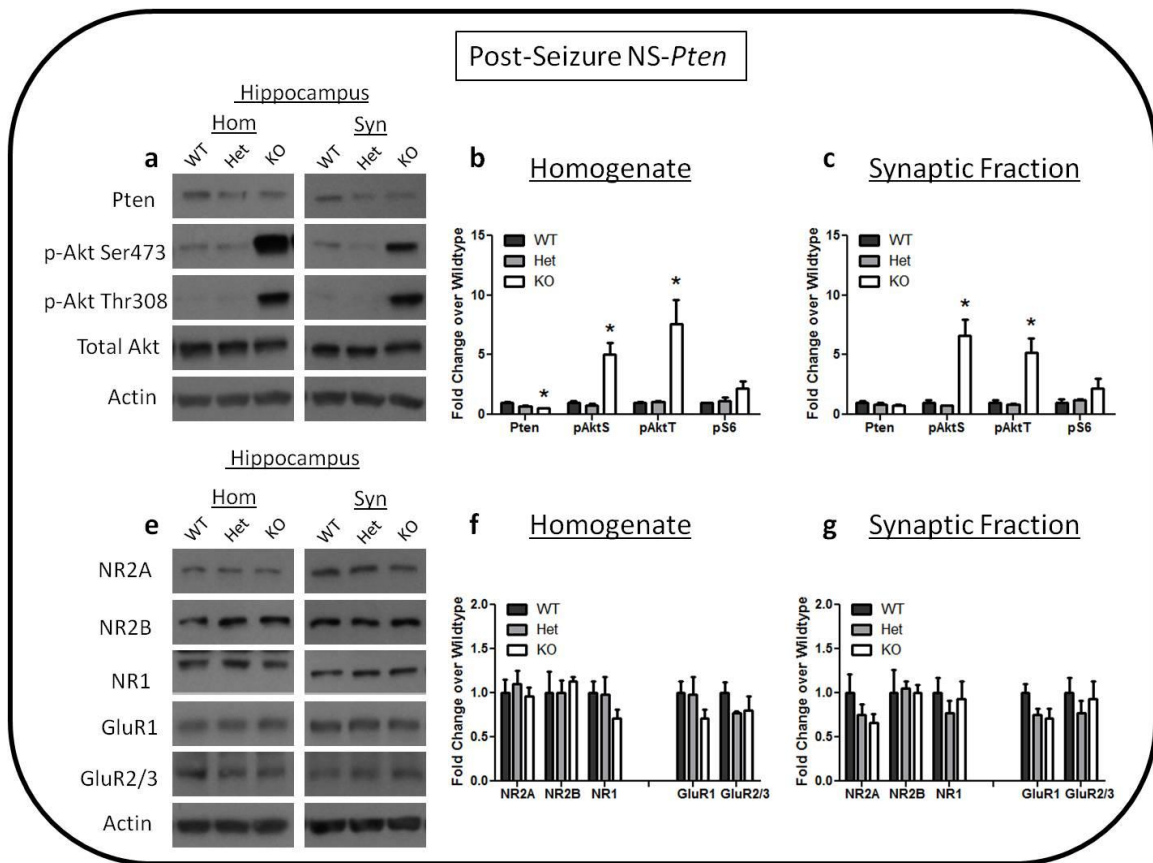 Post-Seizure NS-Pten
Hippocampus
Hom Syn
a WT Het KO WT Het KO
Pten
p-Akt Ser473
p-Akt Thr308
Total Akt
Actin
b Homogenate
Fold Change over Wildtype
15
10
5
0
WT
Het
KO
*
*
*
Pten pAktS pAktT pS6
c Synaptic Fraction
Fold Change over Wildtype
15
10
5
0
WT
Het
KO
*
*
Pten pAktS pAktT pS6
Hippocampus
Hom Syn
e WT Het KO WT Het KO
NR2A
NR2B
NR1
GluR1
GluR2/3
Actin
f Homogenate
Fold Change over Wildtype
2.0
1.5
1.0
0.5
0.0
WT
Het
KO
NR2A NR2B NR1 GluR1 GluR2/3
g Synaptic Fraction
Fold Change over Wildtype
2.0
1.5
1.0
0.5
0.0
WT
Het
KO
NR2A NR2B NR1 GluR1 GluR2/3